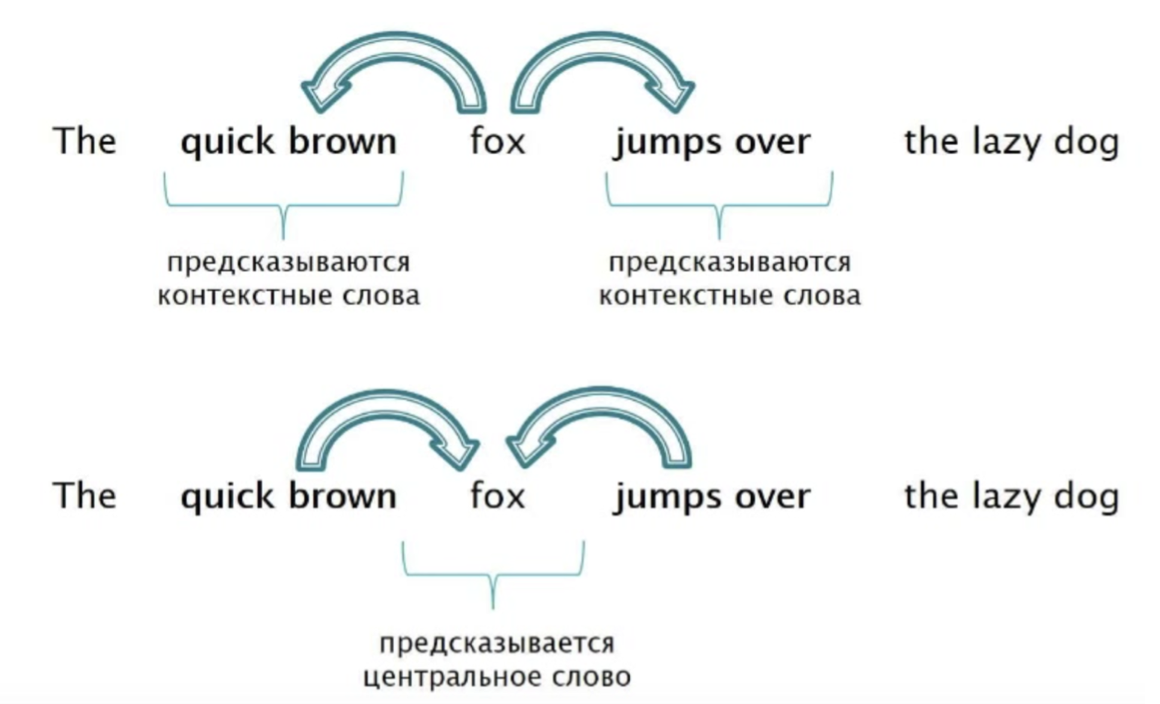 The quick brown fox jumps over the lazy dog
предсказываются предсказываются
контекстные слова контекстные слова
The quick brown fox jumps over the lazy dog
предсказывается
центральное слово